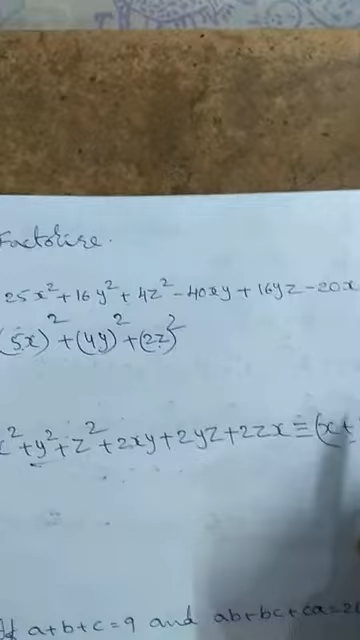 Factorise.
25x² + 16y² + 4z² - 40xy + 16yz - 20x
(5x)² + (4y)² + (2z)²
x² + y² + z² + 2xy + 2yz + 2zx ≡ (x +
If a+b+c = 9 and ab+bc+ca = 2